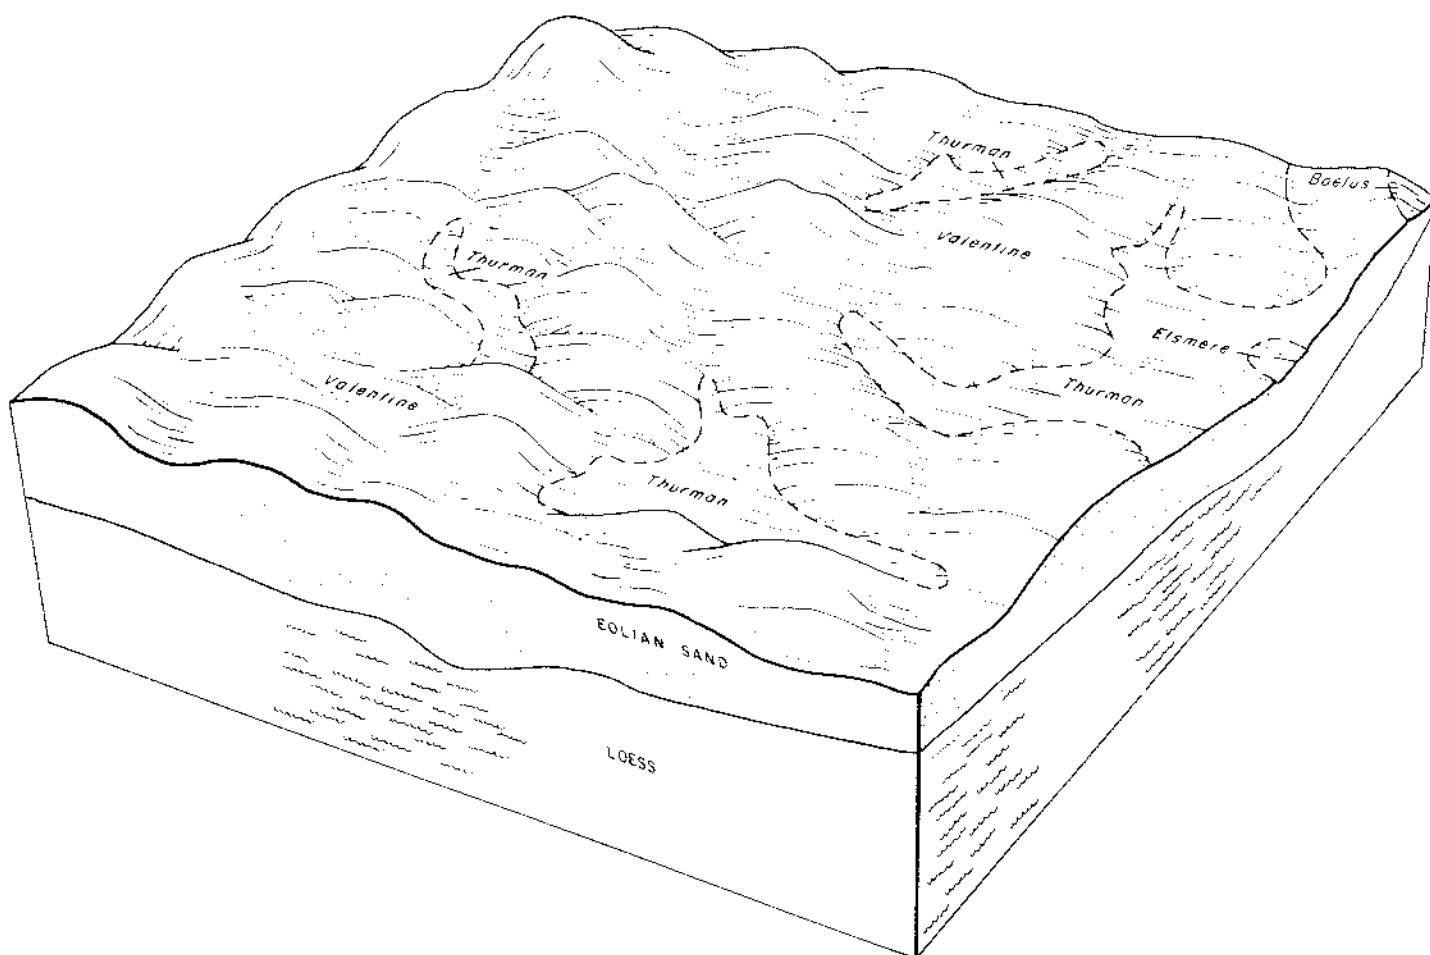 Thurman
Boelus
Valentine
Thurman
Elsmere
Valentine
Thurman
Thurman
EOLIAN SAND
LOESS